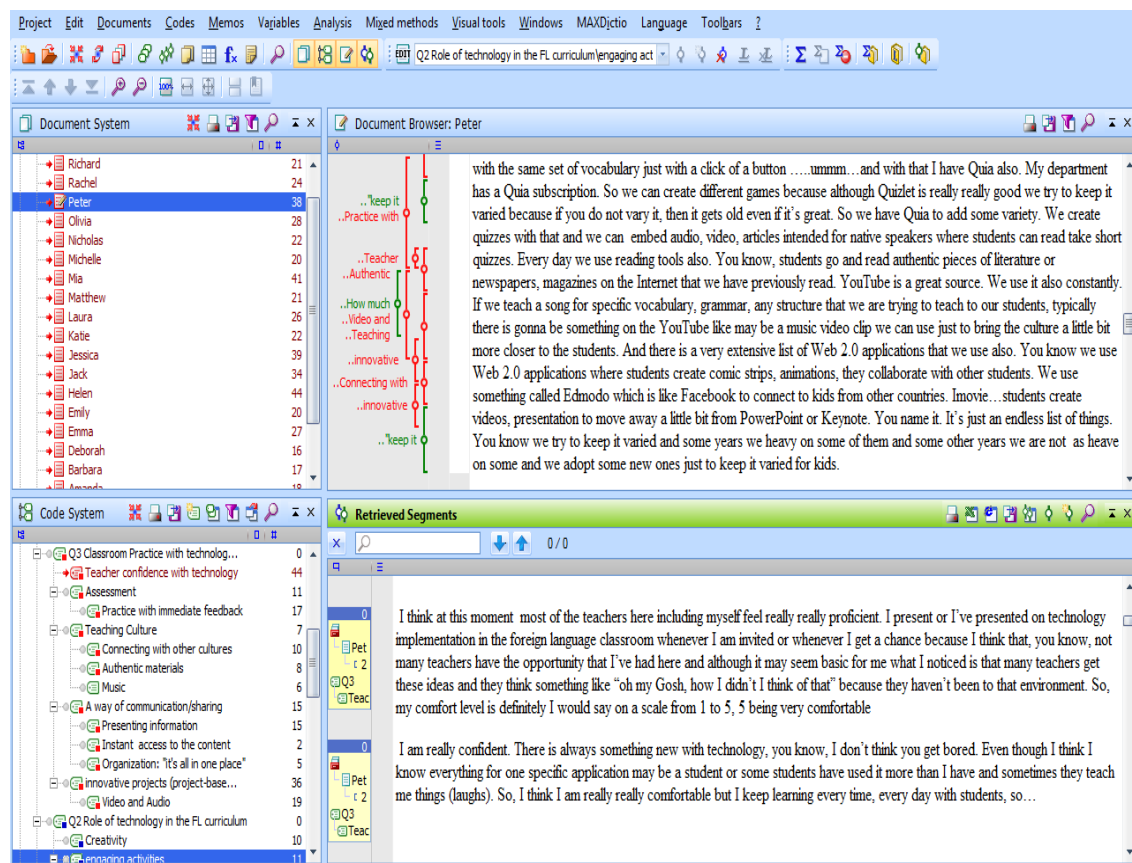 Project Edit Documents Codes Memos Variables Analysis Mixed methods Visual tools Windows MAXDictio Language Toolbars ?
EDIT Q2 Role of technology in the FL curriculum\engaging act
100%
Document System
Richard 21
Rachel 24
Peter 38
Olivia 28
Nicholas 22
Michelle 20
Mia 41
Matthew 21
Laura 26
Katie 22
Jessica 39
Jack 34
Helen 44
Emily 20
Emma 27
Deborah 16
Barbara 17
Amanda 18
Document Browser: Peter
.."keep it
..Practice with
..Teacher
..Authentic
..How much
..Video and
..Teaching
..innovative
..Connecting with
..innovative
.."keep it
with the same set of vocabulary just with a click of a button …..ummm…and with that I have Quia also. My department
has a Quia subscription. So we can create different games because although Quizlet is really really good we try to keep it
varied because if you do not vary it, then it gets old even if it's great. So we have Quia to add some variety. We create
quizzes with that and we can embed audio, video, articles intended for native speakers where students can read take short
quizzes. Every day we use reading tools also. You know, students go and read authentic pieces of literature or
newspapers, magazines on the Internet that we have previously read. YouTube is a great source. We use it also constantly.
If we teach a song for specific vocabulary, grammar, any structure that we are trying to teach to our students, typically
there is gonna be something on the YouTube like may be a music video clip we can use just to bring the culture a little bit
more closer to the students. And there is a very extensive list of Web 2.0 applications that we use also. You know we use
Web 2.0 applications where students create comic strips, animations, they collaborate with other students. We use
something called Edmodo which is like Facebook to connect to kids from other countries. Imovie…students create
videos, presentation to move away a little bit from PowerPoint or Keynote. You name it. It's just an endless list of things.
You know we try to keep it varied and some years we heavy on some of them and some other years we are not as heave
on some and we adopt some new ones just to keep it varied for kids.
Code System
Q3 Classroom Practice with technolog... 0
Teacher confidence with technology 44
Assessment 11
Practice with immediate feedback 17
Teaching Culture 7
Connecting with other cultures 10
Authentic materials 8
Music 6
A way of communication/sharing 15
Presenting information 15
Instant access to the content 2
Organization: "it's all in one place" 5
innovative projects (project-base... 36
Video and Audio 19
Q2 Role of technology in the FL curriculum 0
Creativity 10
engaging activities 11
Retrieved Segments
0/0
0
Pet
2
Q3
Teac
I think at this moment most of the teachers here including myself feel really really proficient. I present or I've presented on technology
implementation in the foreign language classroom whenever I am invited or whenever I get a chance because I think that, you know, not
many teachers have the opportunity that I've had here and although it may seem basic for me what I noticed is that many teachers get
these ideas and they think something like "oh my Gosh, how I didn't I think of that" because they haven't been to that environment. So,
my comfort level is definitely I would say on a scale from 1 to 5, 5 being very comfortable
0
Pet
2
Q3
Teac
I am really confident. There is always something new with technology, you know, I don't think you get bored. Even though I think I
know everything for one specific application may be a student or some students have used it more than I have and sometimes they teach
me things (laughs). So, I think I am really really comfortable but I keep learning every time, every day with students, so…